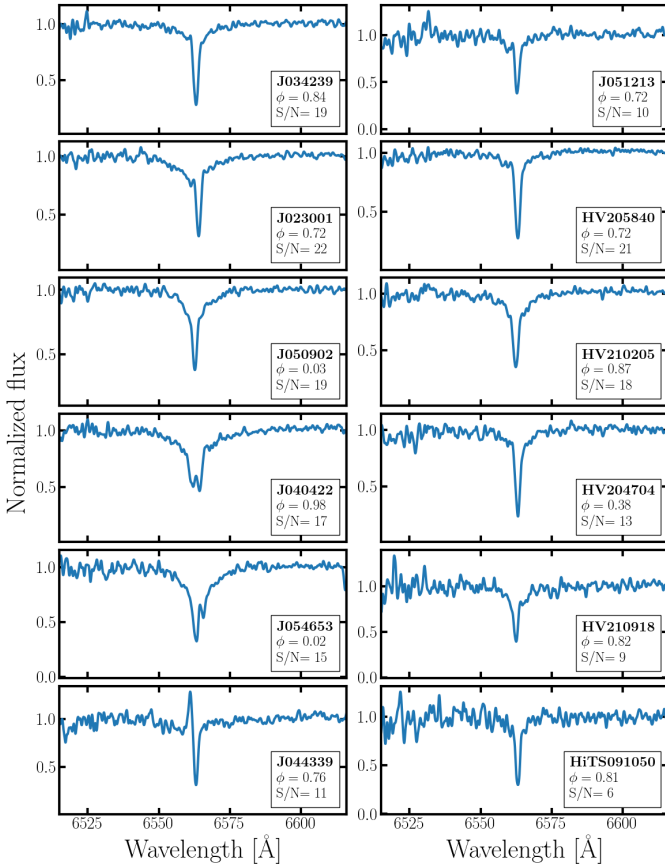 1.0
0.5
J034239
ϕ = 0.84
S/N= 19
1.0
0.5
0.0
J051213
ϕ = 0.72
S/N= 10
1.0
0.5
J023001
ϕ = 0.72
S/N= 22
1.0
0.5
HV205840
ϕ = 0.72
S/N= 21
1.0
0.5
J050902
ϕ = 0.03
S/N= 19
1.0
0.5
HV210205
ϕ = 0.87
S/N= 18
Normalized flux
1.0
0.5
J040422
ϕ = 0.98
S/N= 17
1.0
0.5
HV204704
ϕ = 0.38
S/N= 13
1.0
0.5
0.0
J054653
ϕ = 0.02
S/N= 15
1.0
0.5
0.0
HV210918
ϕ = 0.82
S/N= 9
1.0
0.5
J044339
ϕ = 0.76
S/N= 11
1.0
0.5
0.0
HiTS091050
ϕ = 0.81
S/N= 6
6525 6550 6575 6600
6525 6550 6575 6600
Wavelength [Å]
Wavelength [Å]